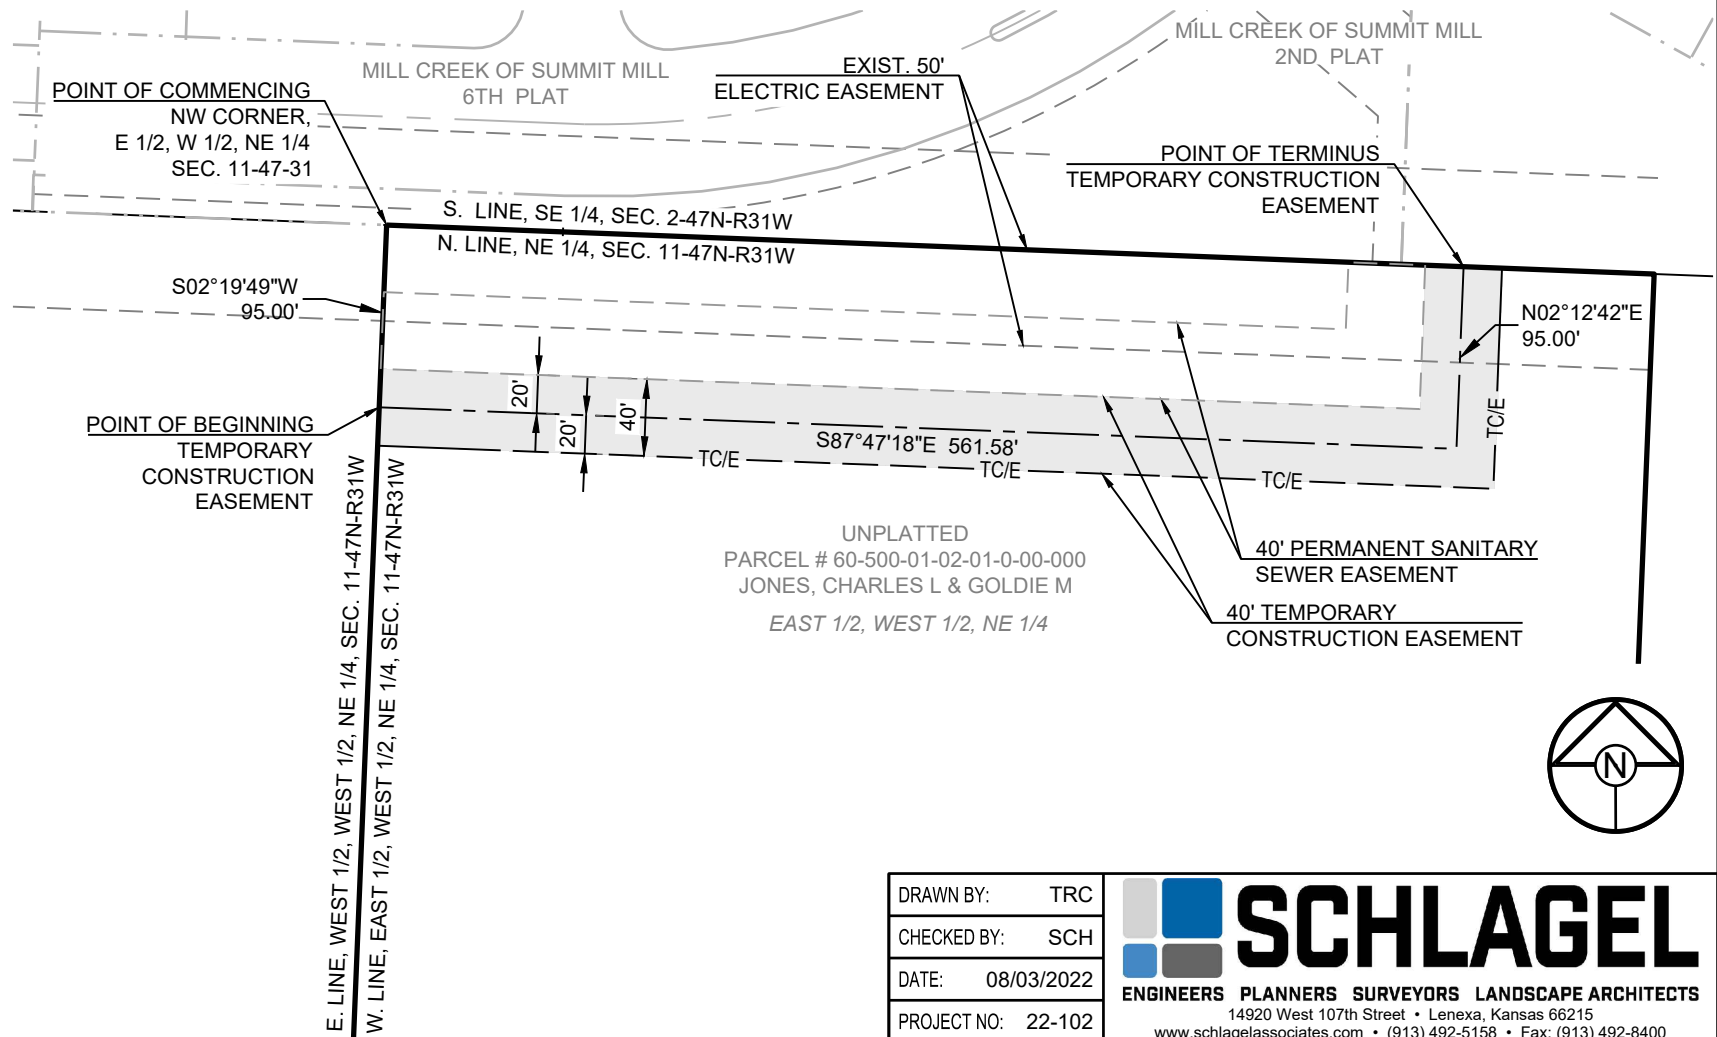 MILL CREEK OF SUMMIT MILL
6TH PLAT
MILL CREEK OF SUMMIT MILL
2ND PLAT
POINT OF COMMENCING
NW CORNER,
E 1/2, W 1/2, NE 1/4
SEC. 11-47-31
EXIST. 50'
ELECTRIC EASEMENT
POINT OF TERMINUS
TEMPORARY CONSTRUCTION
EASEMENT
S. LINE, SE 1/4, SEC. 2-47N-R31W
N. LINE, NE 1/4, SEC. 11-47N-R31W
S02°19'49"W
95.00'
N02°12'42"E
95.00'
20'
20'
40'
POINT OF BEGINNING
TEMPORARY
CONSTRUCTION
EASEMENT
S87°47'18"E 561.58'
TC/E
TC/E
TC/E
TC/E
UNPLATTED
PARCEL # 60-500-01-02-01-0-00-000
JONES, CHARLES L & GOLDIE M
EAST 1/2, WEST 1/2, NE 1/4
40' PERMANENT SANITARY
SEWER EASEMENT
40' TEMPORARY
CONSTRUCTION EASEMENT
E. LINE, WEST 1/2, WEST 1/2, NE 1/4, SEC. 11-47N-R31W
W. LINE, EAST 1/2, WEST 1/2, NE 1/4, SEC. 11-47N-R31W
N
DRAWN BY: TRC
CHECKED BY: SCH
DATE: 08/03/2022
PROJECT NO: 22-102
SCHLAGEL
ENGINEERS PLANNERS SURVEYORS LANDSCAPE ARCHITECTS
14920 West 107th Street • Lenexa, Kansas 66215
www.schlagelassociates.com • (913) 492-5158 • Fax: (913) 492-8400